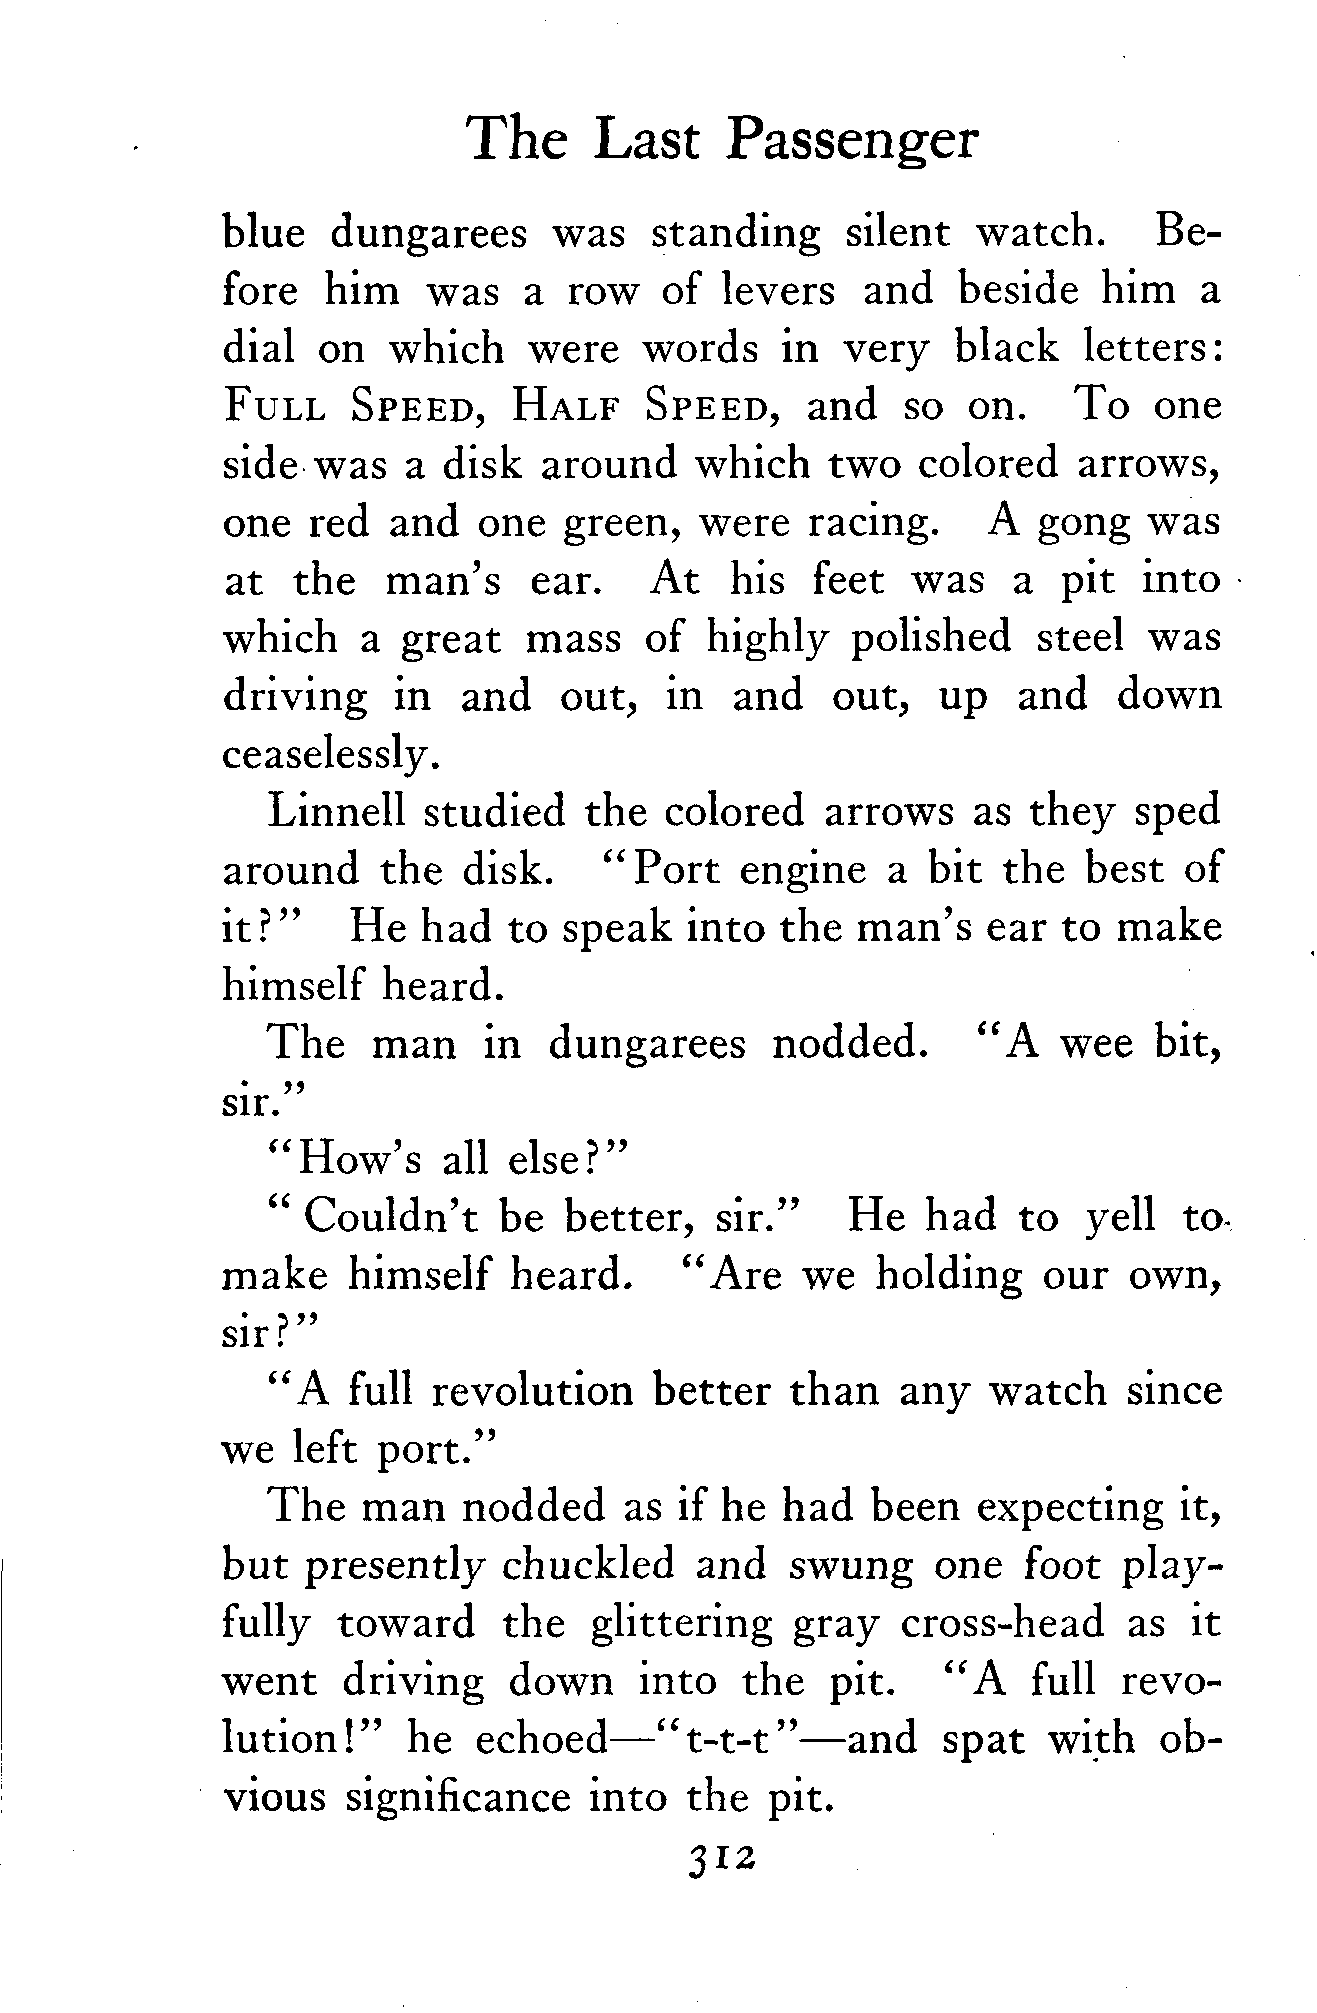 The Last Passenger
blue dungarees was standing silent watch. Be-
fore him was a row of levers and beside him a
dial on which were words in very black letters:
FULL SPEED, HALF SPEED, and so on. To one
side was a disk around which two colored arrows,
one red and one green, were racing. A gong was
at the man's ear. At his feet was a pit into
which a great mass of highly polished steel was
driving in and out, in and out, up and down
ceaselessly.
Linnell studied the colored arrows as they sped
around the disk. “Port engine a bit the best of
it?” He had to speak into the man's ear to make
himself heard.
The man in dungarees nodded. “A wee bit,
sir.”
“How's all else?”
“Couldn't be better, sir.” He had to yell to
make himself heard. “Are we holding our own,
sir?”
“A full revolution better than any watch since
we left port.”
The man nodded as if he had been expecting it,
but presently chuckled and swung one foot play-
fully toward the glittering gray cross-head as it
went driving down into the pit. “A full revo-
lution!” he echoed—“t-t-t”—and spat with ob-
vious significance into the pit.
312